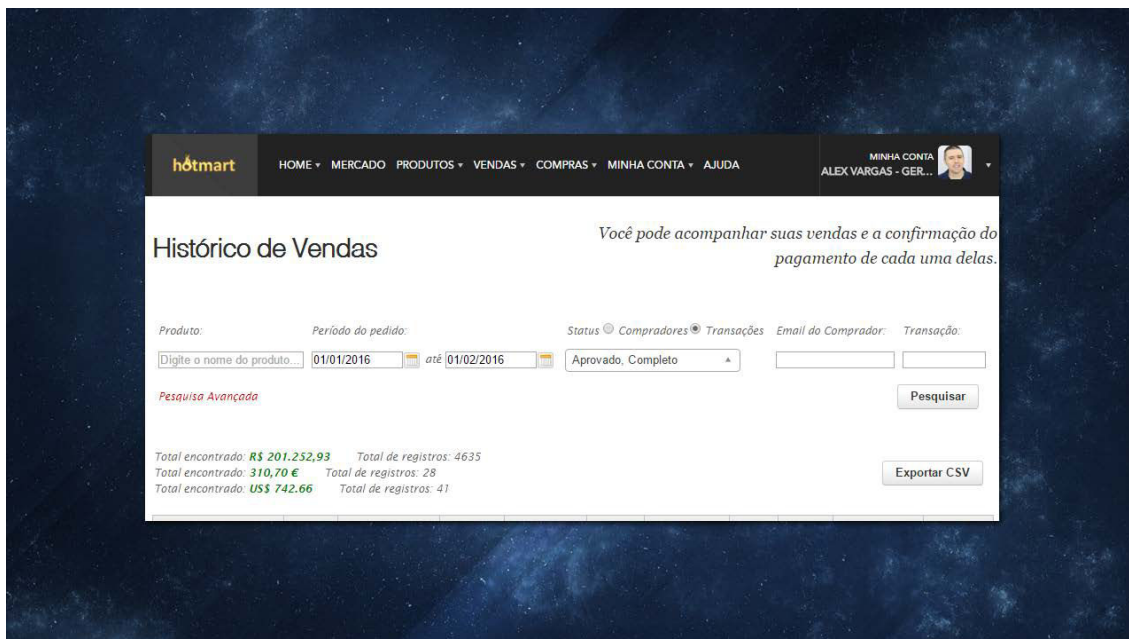 hotmart
HOME MERCADO PRODUTOS VENDAS COMPRAS MINHA CONTA AJUDA
MINHA CONTA
ALEX VARGAS - GER...
Histórico de Vendas
Você pode acompanhar suas vendas e a confirmação do
pagamento de cada uma delas.
Produto: Período do pedido: Status Compradores Transações Email do Comprador: Transação:
Digite o nome do produto... 01/01/2016 até 01/02/2016 Aprovado, Completo
Pesquisa Avançada Pesquisar
Total encontrado: R$ 201.252,93 Total de registros: 4635
Total encontrado: 310,70 € Total de registros: 28
Total encontrado: US$ 742.66 Total de registros: 41
Exportar CSV